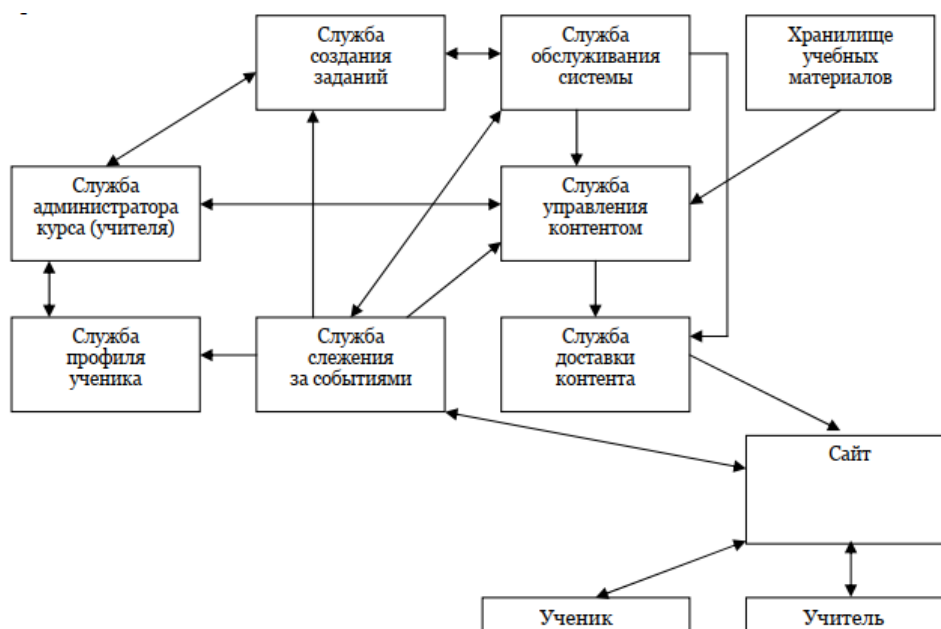 Служба
создания
заданий
Служба
обслуживания
системы
Хранилище
учебных
материалов
Служба
администратора
курса (учителя)
Служба
управления
контентом
Служба
профиля
ученика
Служба
слежения
за событиями
Служба
доставки
контента
Сайт
Ученик
Учитель